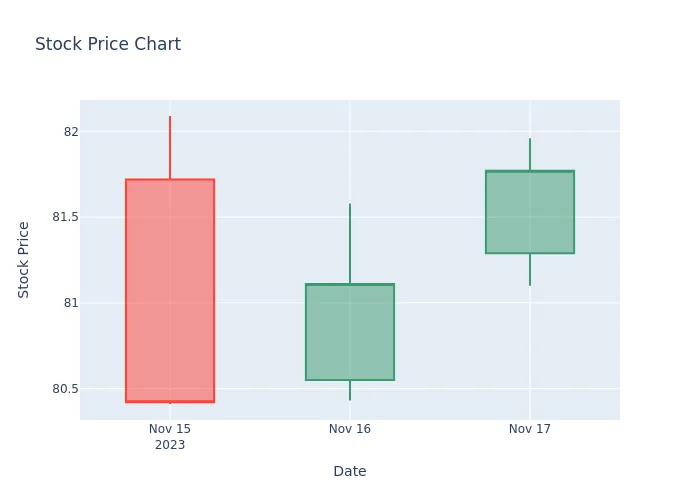 Stock Price Chart
82
81.5
81
80.5
Stock Price
Nov 15
2023
Nov 16
Nov 17
Date